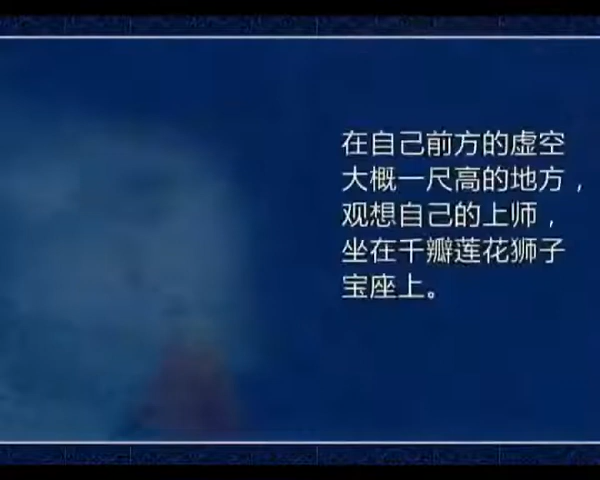 在自己前方的虚空
大概一尺高的地方，
观想自己的上师，
坐在千瓣莲花狮子
宝座上。